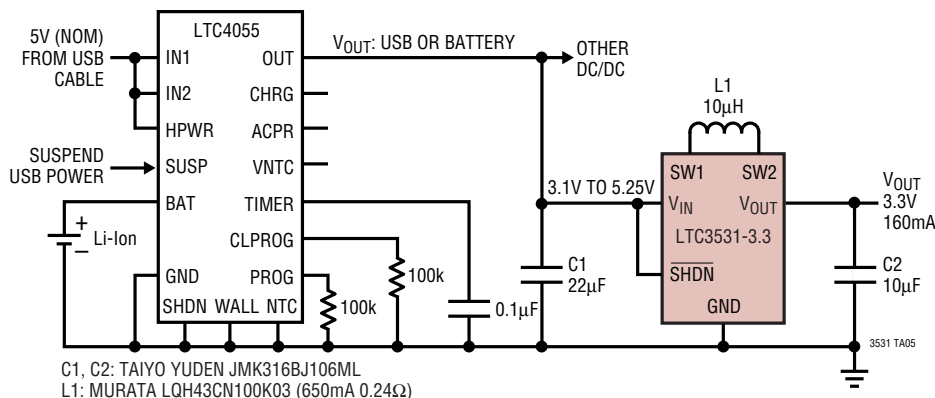 LTC4055
5V (NOM)
FROM USB
CABLE
IN1
IN2
HPWR
SUSPEND
USB POWER
SUSP
BAT
+
–
Li-Ion
GND
SHDN WALL NTC
OUT
CHRG
ACPR
VNTC
TIMER
CLPROG
PROG
100k
100k
0.1µF
VOUT: USB OR BATTERY
OTHER
DC/DC
3.1V TO 5.25V
C1
22µF
L1
10µH
SW1 SW2
VIN VOUT
LTC3531-3.3
SHDN
GND
VOUT
3.3V
160mA
C2
10µF
3531 TA05
C1, C2: TAIYO YUDEN JMK316BJ106ML
L1: MURATA LQH43CN100K03 (650mA 0.24Ω)